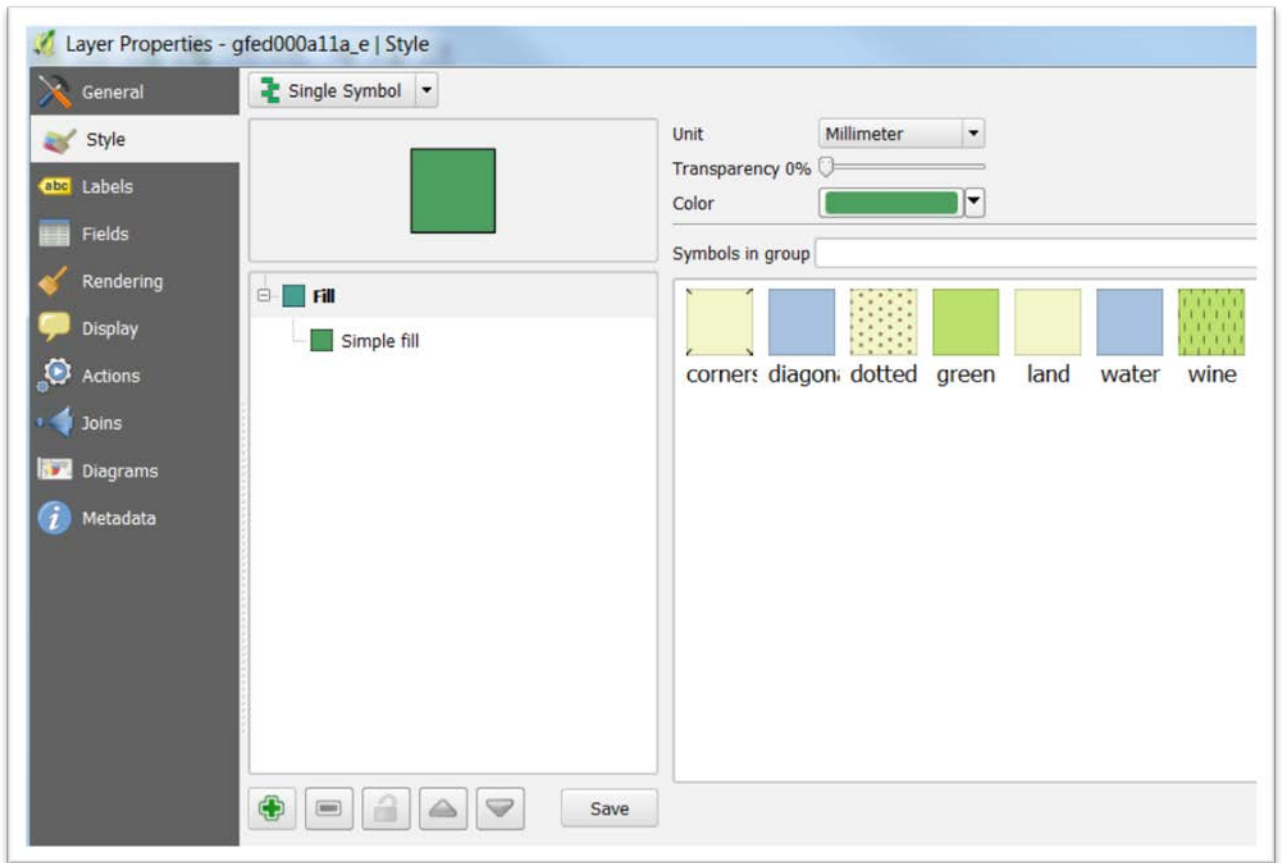 Layer Properties - gfed000a11a_e | Style
General
Style
abc Labels
Fields
Rendering
Display
Actions
Joins
Diagrams
Metadata
Single Symbol
Unit Millimeter
Transparency 0%
Color
Symbols in group
Fill
Simple fill
corners diagon dotted green land water wine
Save